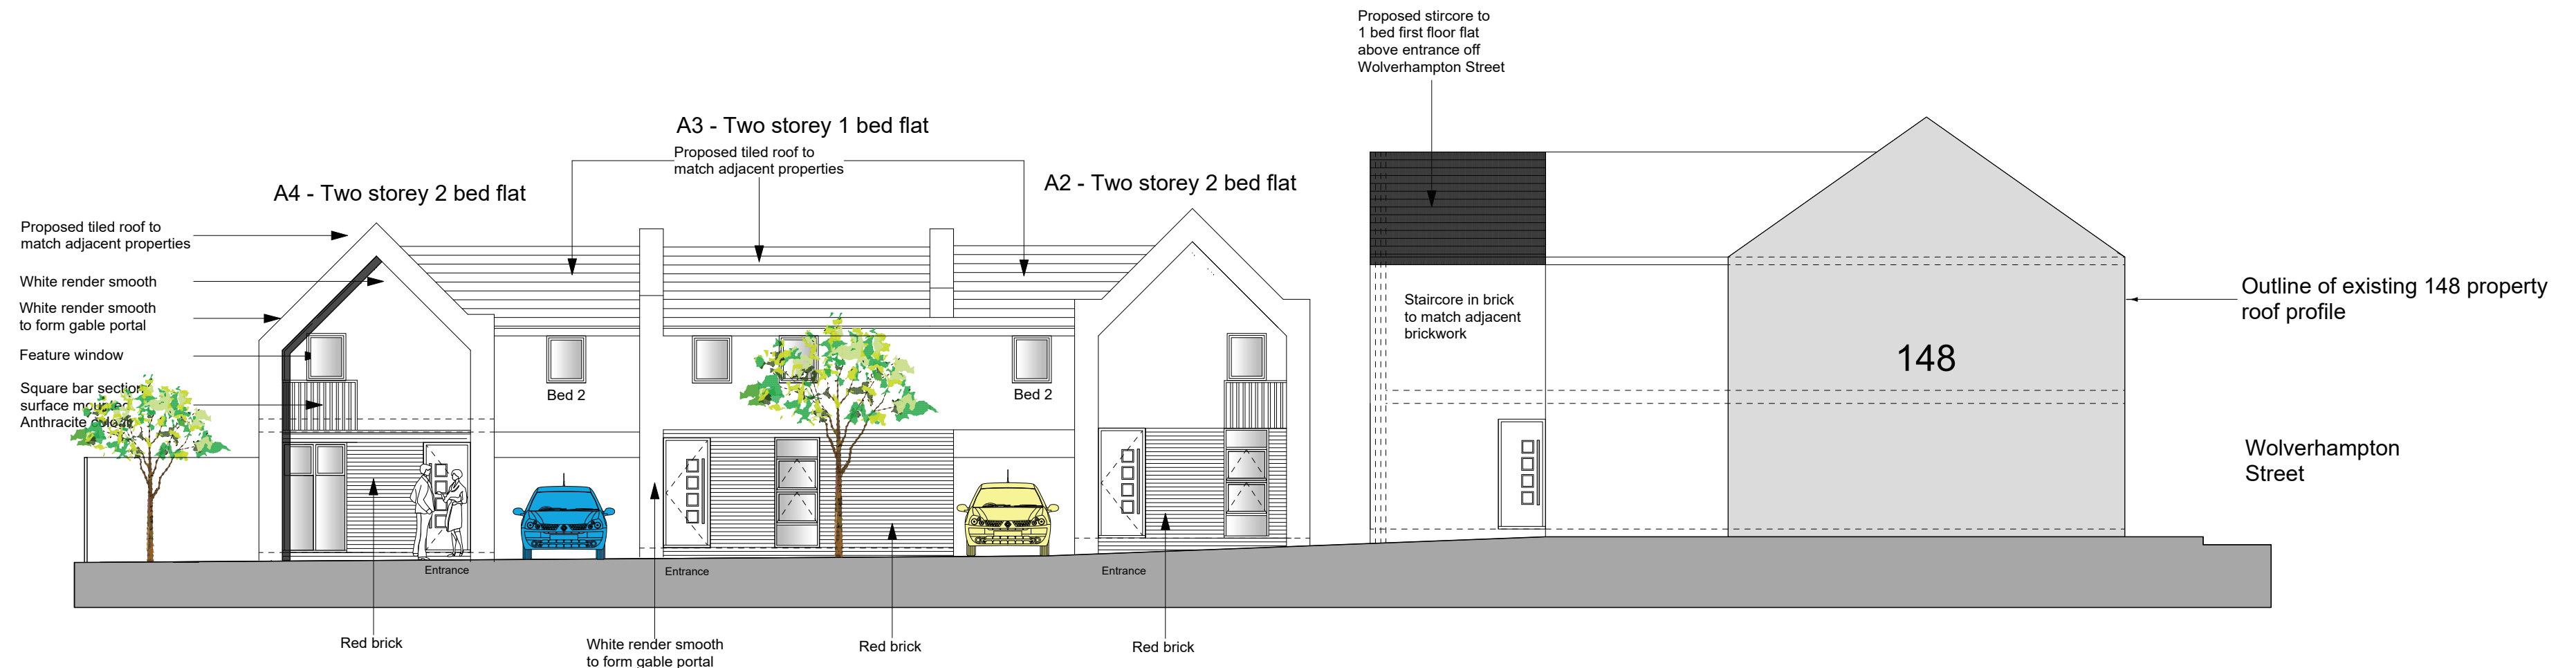 Proposed stircore to
1 bed first floor flat
above entrance off
Wolverhampton Street
A3 - Two storey 1 bed flat
Proposed tiled roof to
match adjacent properties
A4 - Two storey 2 bed flat
A2 - Two storey 2 bed flat
Proposed tiled roof to
match adjacent properties
White render smooth
White render smooth
to form gable portal
Feature window
Square bar section
surface mounted
Anthracite colour
Bed 2
Bed 2
Staircore in brick
to match adjacent
brickwork
148
Outline of existing 148 property
roof profile
Wolverhampton
Street
Entrance
Entrance
Entrance
Red brick
White render smooth
to form gable portal
Red brick
Red brick